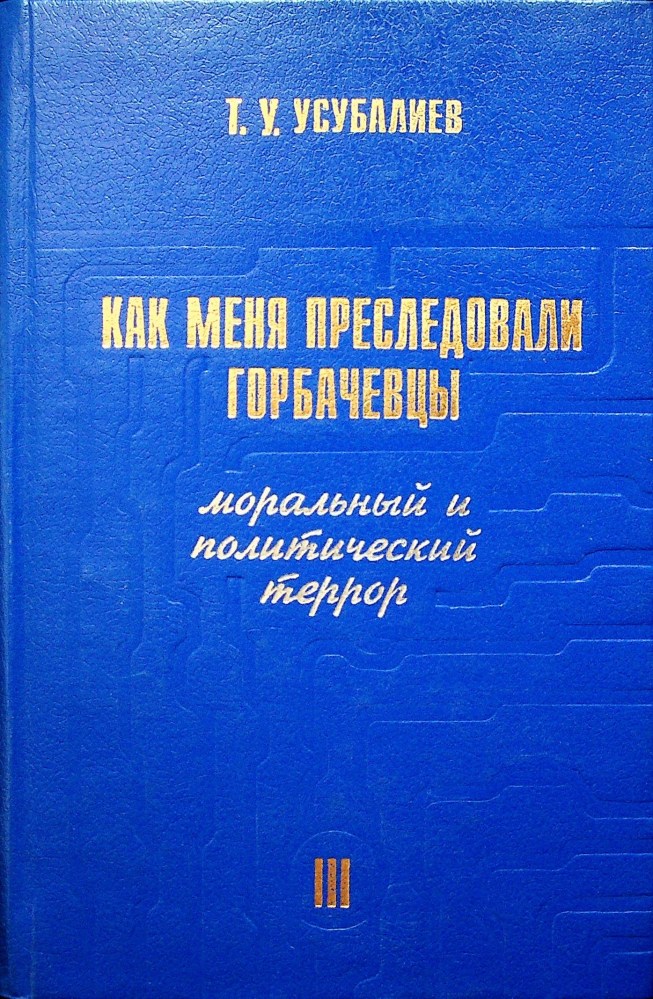 Т. У. УСУБАЛИЕВ
КАК МЕНЯ ПРЕСЛЕДОВАЛИ
ГОРБАЧЕВЦЫ
моральный и
политический
террор
III